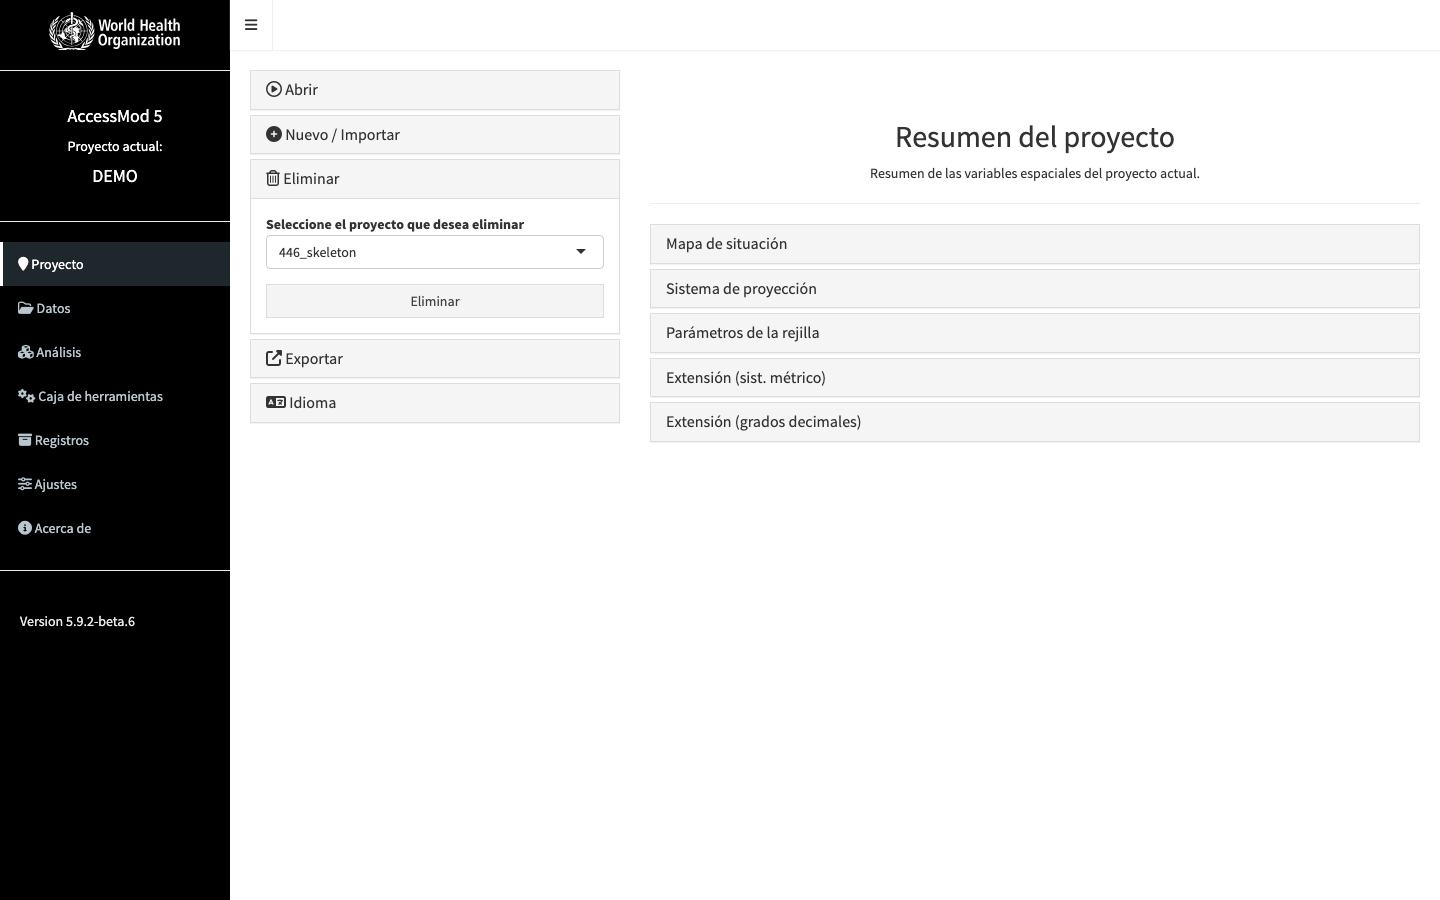 World Health
Organization
AccessMod 5
Proyecto actual:
DEMO
Proyecto
Datos
Análisis
Caja de herramientas
Registros
Ajustes
Acerca de
Version 5.9.2-beta.6
Abrir
Nuevo / Importar
Eliminar
Seleccione el proyecto que desea eliminar
446_skeleton
Eliminar
Exportar
Idioma
Resumen del proyecto
Resumen de las variables espaciales del proyecto actual.
Mapa de situación
Sistema de proyección
Parámetros de la rejilla
Extensión (sist. métrico)
Extensión (grados decimales)